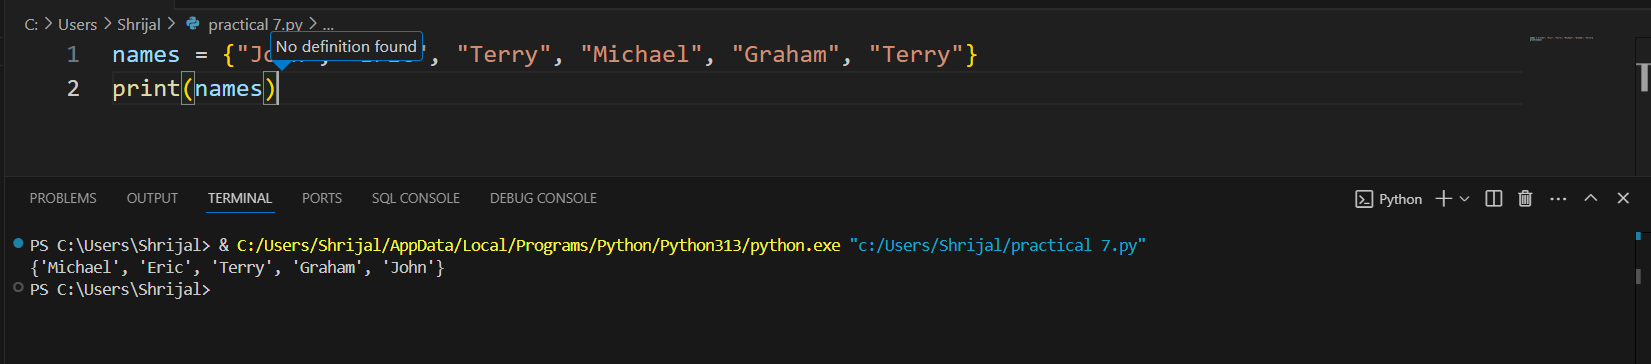 C: > Users > Shrijal > practical 7.py > ...
No definition found
1 names = {"J , "Terry", "Michael", "Graham", "Terry"}
2 print(names)
PROBLEMS OUTPUT TERMINAL PORTS SQL CONSOLE DEBUG CONSOLE Python
PS C:\Users\Shrijal> & C:/Users/Shrijal/AppData/Local/Programs/Python/Python313/python.exe "c:/Users/Shrijal/practical 7.py"
{'Michael', 'Eric', 'Terry', 'Graham', 'John'}
PS C:\Users\Shrijal>